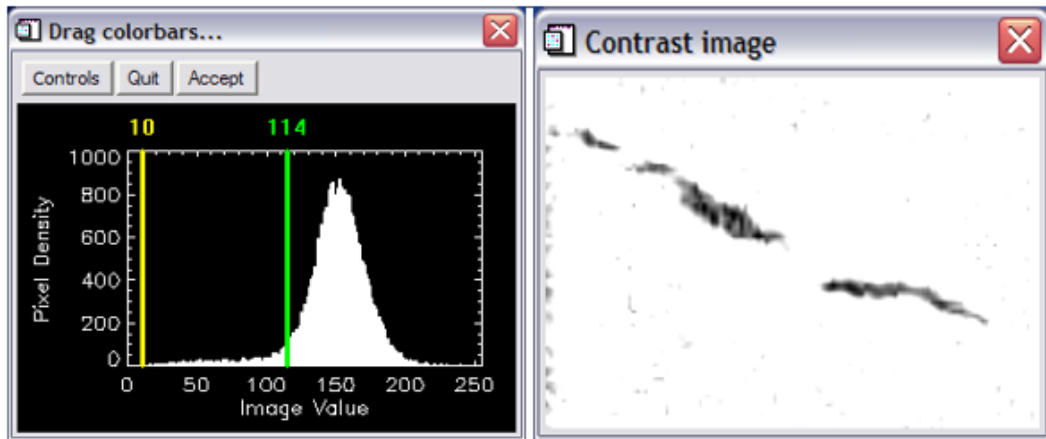 Drag colorbars...
Controls Quit Accept
10 114
1000
800
600
400
200
0
Pixel Density
0 50 100 150 200 250
Image Value
Contrast image